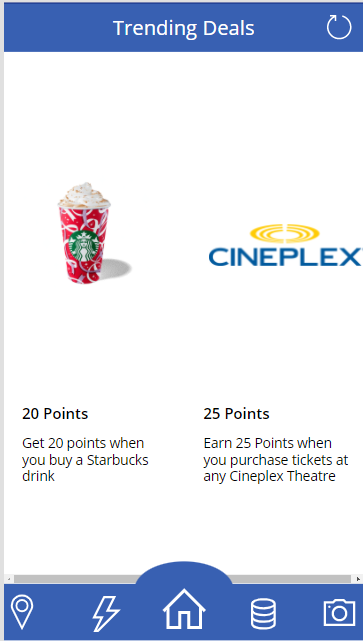 Trending Deals
CINEPLEX
20 Points
25 Points
Get 20 points when
you buy a Starbucks
drink
Earn 25 Points when
you purchase tickets at
any Cineplex Theatre